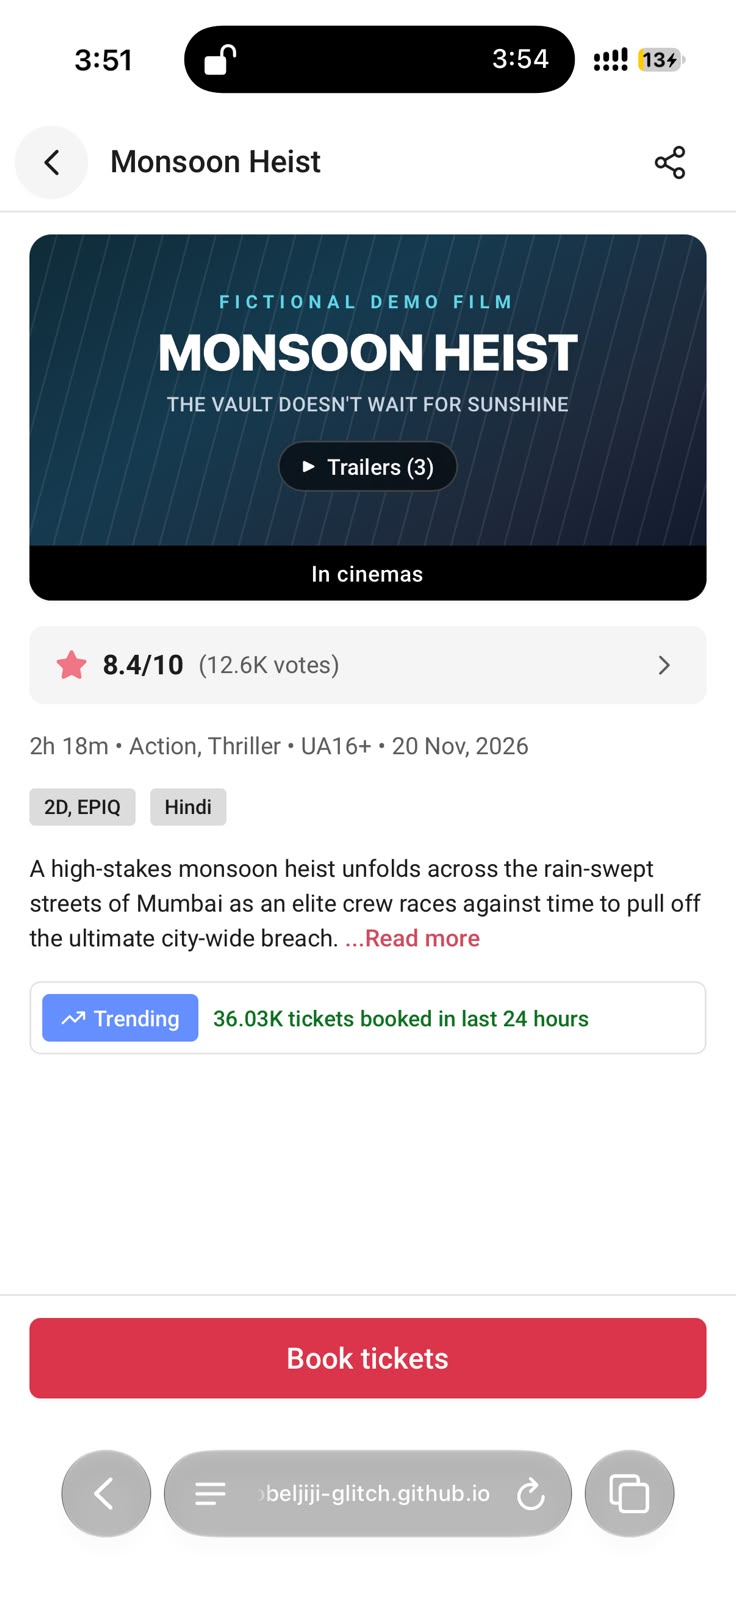 3:51
3:54
13
Monsoon Heist
FICTIONAL DEMO FILM
MONSOON HEIST
THE VAULT DOESN'T WAIT FOR SUNSHINE
Trailers (3)
In cinemas
8.4/10 (12.6K votes)
2h 18m • Action, Thriller • UA16+ • 20 Nov, 2026
2D, EPIQ Hindi
A high-stakes monsoon heist unfolds across the rain-swept
streets of Mumbai as an elite crew races against time to pull off
the ultimate city-wide breach. ...Read more
Trending 36.03K tickets booked in last 24 hours
Book tickets
beljiji-glitch.github.io